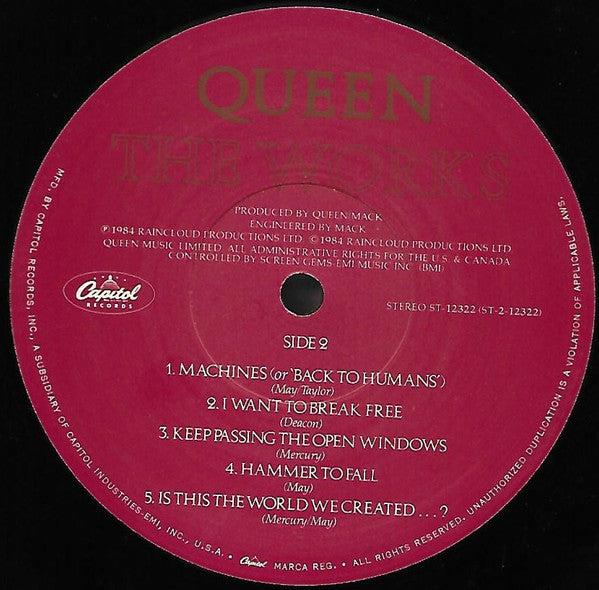 QUEEN
THE WORKS
PRODUCED BY QUEEN/MACK
ENGINEERED BY MACK
℗ 1984 RAINCLOUD PRODUCTIONS LTD. © 1984 RAINCLOUD PRODUCTIONS LTD
QUEEN MUSIC LIMITED. ALL ADMINISTRATIVE RIGHTS FOR THE U.S. & CANADA
CONTROLLED BY SCREEN GEMS-EMI MUSIC INC. (BMI)
Capitol
RECORDS
STEREO ST-12322 (ST-2-12322)
SIDE 2
1. MACHINES (or 'BACK TO HUMANS')
(May/Taylor)
2. I WANT TO BREAK FREE
(Deacon)
3. KEEP PASSING THE OPEN WINDOWS
(Mercury)
4. HAMMER TO FALL
(May)
5. IS THIS THE WORLD WE CREATED . . . ?
(Mercury/May)
MFD. BY CAPITOL RECORDS, INC., A SUBSIDIARY OF CAPITOL INDUSTRIES-EMI, INC., U.S.A. • Capitol MARCA REG. • ALL RIGHTS RESERVED. UNAUTHORIZED DUPLICATION IS A VIOLATION OF APPLICABLE LAWS.